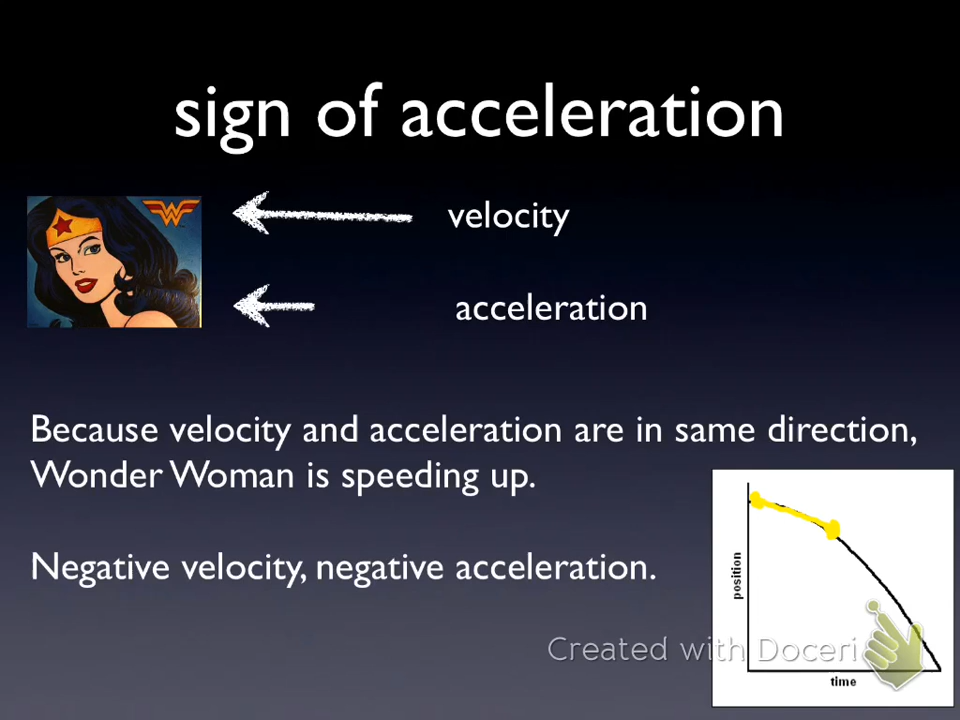 sign of acceleration
velocity
acceleration
Because velocity and acceleration are in same direction,
Wonder Woman is speeding up.
Negative velocity, negative acceleration.
position
time
Created with Doceri